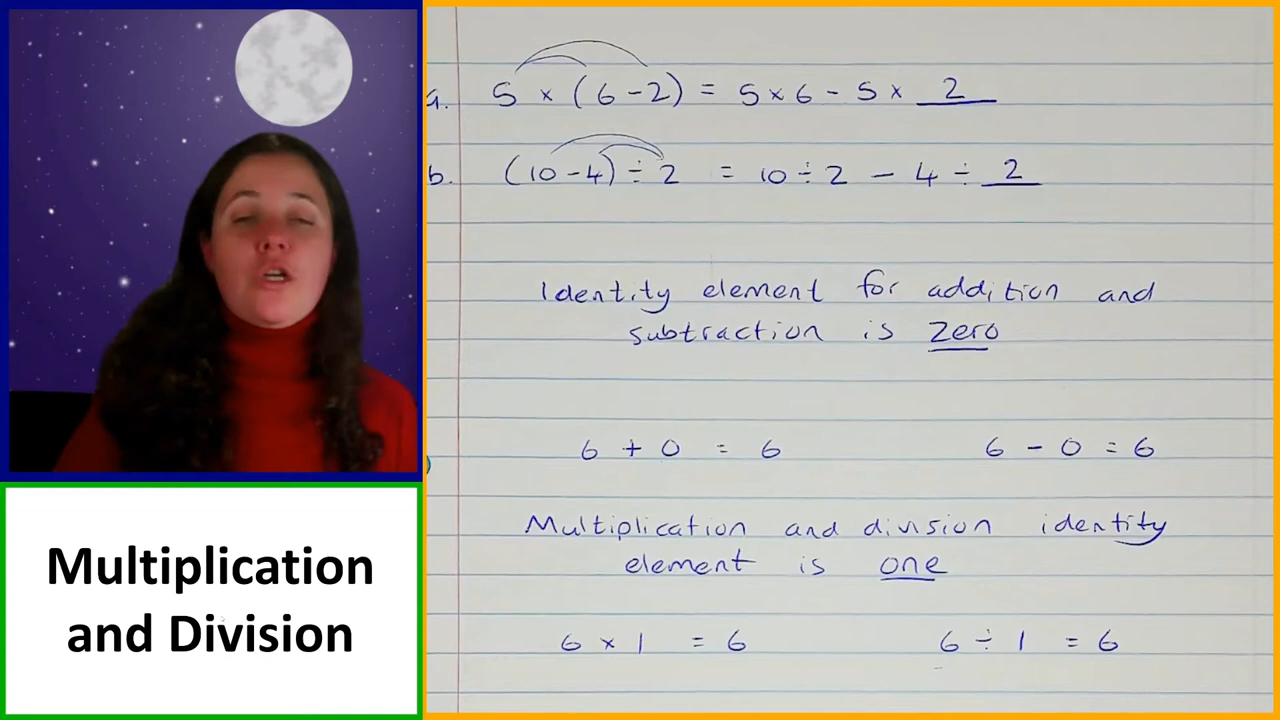 a. 5 × (6 - 2) = 5 × 6 - 5 × 2
b. (10 - 4) ÷ 2 = 10 ÷ 2 - 4 ÷ 2
Identity element for addition and
subtraction is zero
6 + 0 = 6 6 - 0 = 6
Multiplication and division identity
element is one
6 × 1 = 6 6 ÷ 1 = 6
Multiplication
and Division